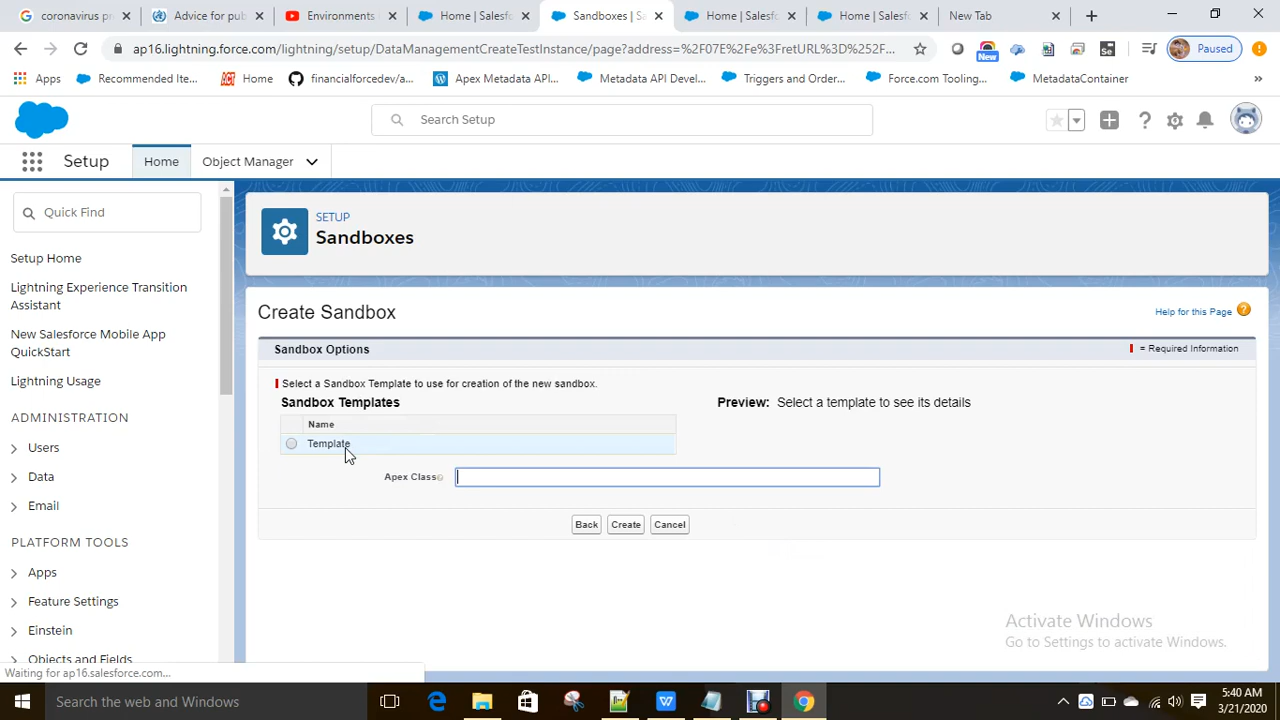 coronavirus pr
Advice for pub
Environments
Home | Salesf
Sandboxes | Sa
Home | Salesfo
Home | Salesfo
New Tab
ap16.lightning.force.com/lightning/setup/DataManagementCreateTestInstance/page?address=%2F07E%2Fe%3FretURL%3D%252F...
New
Se
Paused
Apps
Recommended Ite...
ACT
Home
financialforcedev/a...
Apex Metadata API...
Metadata API Devel...
Triggers and Order...
Force.com Tooling...
MetadataContainer
Search Setup
Setup
Home
Object Manager
Quick Find
Setup Home
Lightning Experience Transition
Assistant
New Salesforce Mobile App
QuickStart
Lightning Usage
ADMINISTRATION
Users
Data
Email
PLATFORM TOOLS
Apps
Feature Settings
Einstein
Objects and Fields
SETUP
Sandboxes
Create Sandbox
Help for this Page
Sandbox Options
= Required Information
Select a Sandbox Template to use for creation of the new sandbox.
Sandbox Templates
Name
Template
Preview: Select a template to see its details
Apex Class
Back
Create
Cancel
Activate Windows
Go to Settings to activate Windows.
Waiting for ap16.salesforce.com...
Search the web and Windows
5:40 AM
3/21/2020